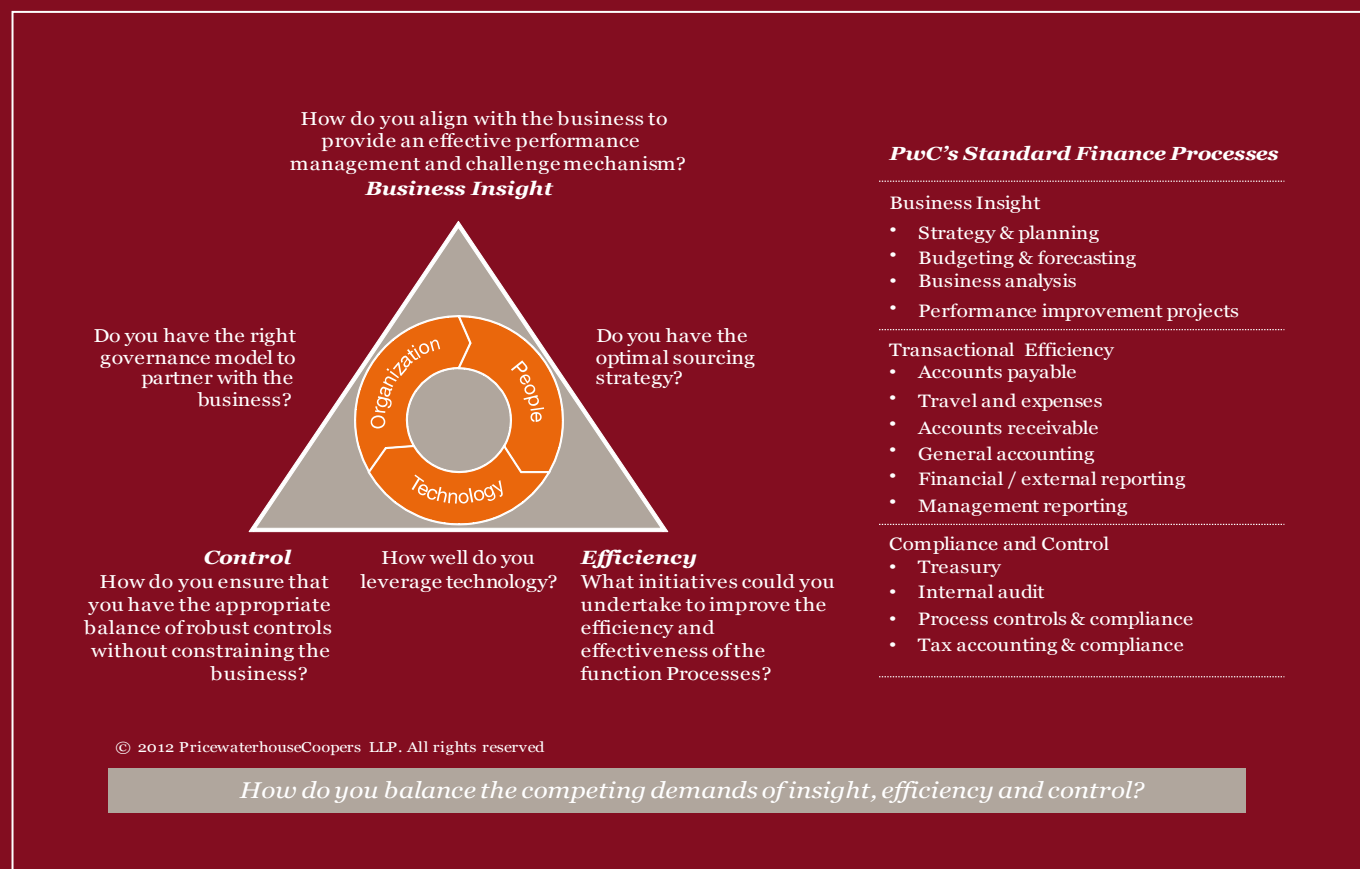 How do you align with the business to
provide an effective performance
management and challenge mechanism?
Business Insight
Do you have the right
governance model to
partner with the
business?
Organization
People
Technology
Do you have the
optimal sourcing
strategy?
Control
How do you ensure that
you have the appropriate
balance of robust controls
without constraining the
business?
How well do you
leverage technology?
Efficiency
What initiatives could you
undertake to improve the
efficiency and
effectiveness of the
function Processes?
PwC's Standard Finance Processes
Business Insight
• Strategy & planning
• Budgeting & forecasting
• Business analysis
• Performance improvement projects
Transactional Efficiency
• Accounts payable
• Travel and expenses
• Accounts receivable
• General accounting
• Financial / external reporting
• Management reporting
Compliance and Control
• Treasury
• Internal audit
• Process controls & compliance
• Tax accounting & compliance
© 2012 PricewaterhouseCoopers LLP. All rights reserved
How do you balance the competing demands of insight, efficiency and control?